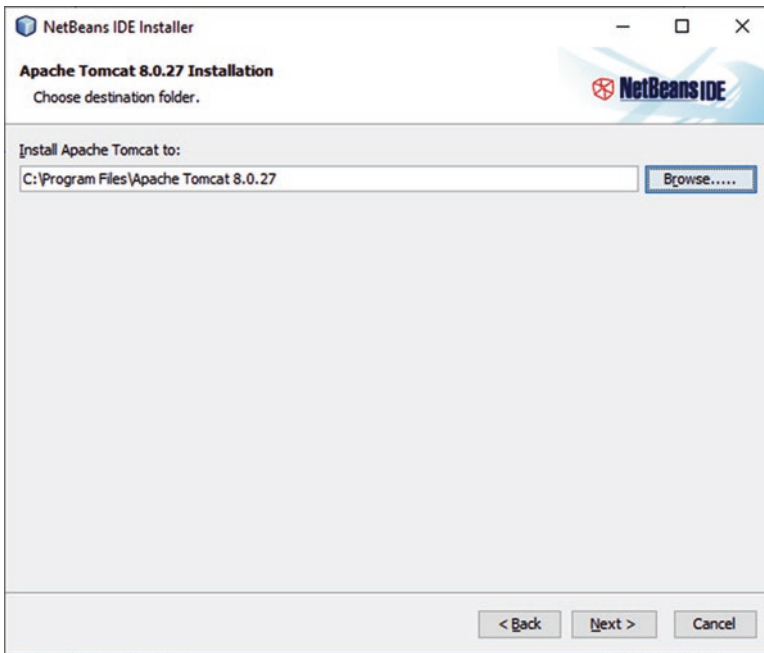 NetBeans IDE Installer
Apache Tomcat 8.0.27 Installation
Choose destination folder.
NetBeans IDE
Install Apache Tomcat to:
C:\Program Files\Apache Tomcat 8.0.27
Browse.....
< Back
Next >
Cancel